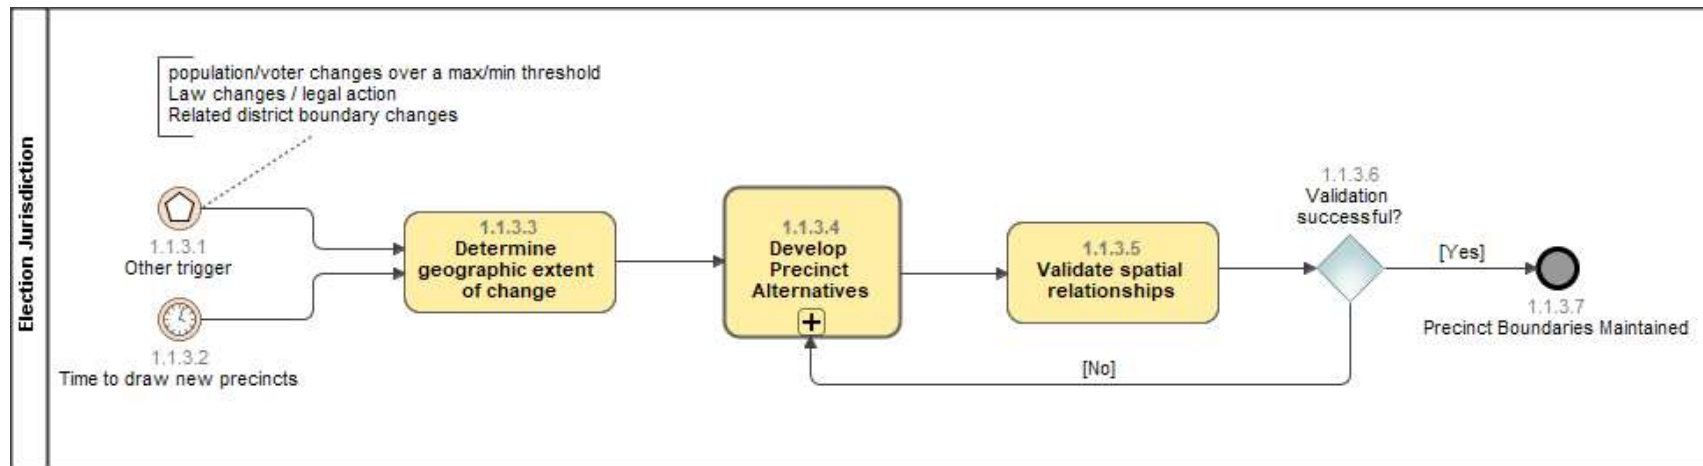 Election Jurisdiction
population/voter changes over a max/min threshold
Law changes / legal action
Related district boundary changes
1.1.3.1
Other trigger
1.1.3.2
Time to draw new precincts
1.1.3.3
Determine
geographic extent
of change
1.1.3.4
Develop
Precinct
Alternatives
1.1.3.5
Validate spatial
relationships
1.1.3.6
Validation
successful?
[Yes]
[No]
1.1.3.7
Precinct Boundaries Maintained